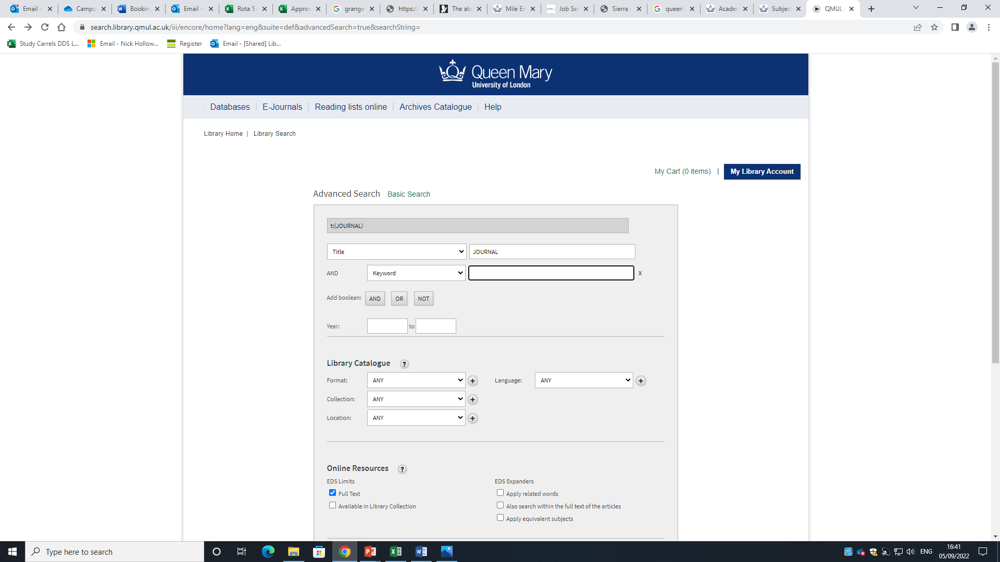 Email - Campu Bookin Email - Rota 5- Approv grange https:/ The aba Mile En Job Sea Sierra queen Acader Subject QMUL
search.library.qmul.ac.uk/iii/encore/home?lang=eng&suite=def&advancedSearch=true&searchString=
Study Carrels DDS L... Email - Nick Hollow... Register Email - [Shared] Lib...
Queen Mary
University of London
Databases E-Journals Reading lists online Archives Catalogue Help
Library Home | Library Search
My Cart (0 items) | My Library Account
Advanced Search Basic Search
t:(JOURNAL)
Title JOURNAL
AND Keyword X
Add boolean: AND OR NOT
Year: to
Library Catalogue ?
Format: ANY + Language: ANY +
Collection: ANY +
Location: ANY +
Online Resources ?
EDS Limits EDS Expanders
Full Text Apply related words
Available in Library Collection Also search within the full text of the articles
Apply equivalent subjects
Type here to search ENG 16:41
05/09/2022